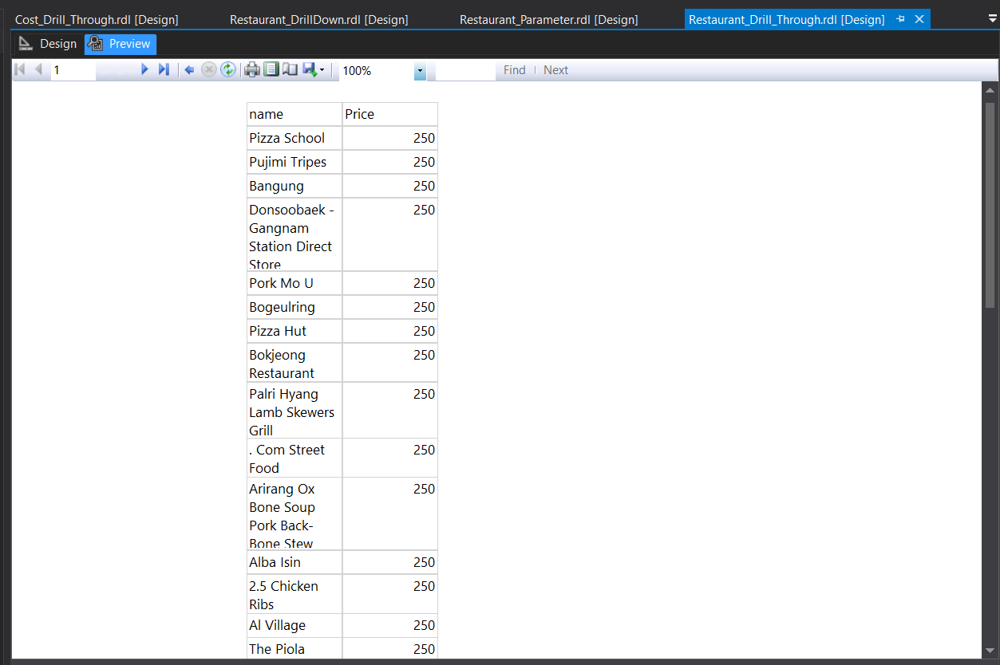 Cost_Drill_Through.rdl [Design] Restaurant_DrillDown.rdl [Design] Restaurant_Parameter.rdl [Design] Restaurant_Drill_Through.rdl [Design]
Design Preview
1 100% Find | Next
name Price
Pizza School 250
Pujimi Tripes 250
Bangung 250
Donsoobaek - 250
Gangnam
Station Direct
Store
Pork Mo U 250
Bogeulring 250
Pizza Hut 250
Bokjeong 250
Restaurant
Palri Hyang 250
Lamb Skewers
Grill
. Com Street 250
Food
Arirang Ox 250
Bone Soup
Pork Back-
Bone Stew
Alba Isin 250
2.5 Chicken 250
Ribs
Al Village 250
The Piola 250